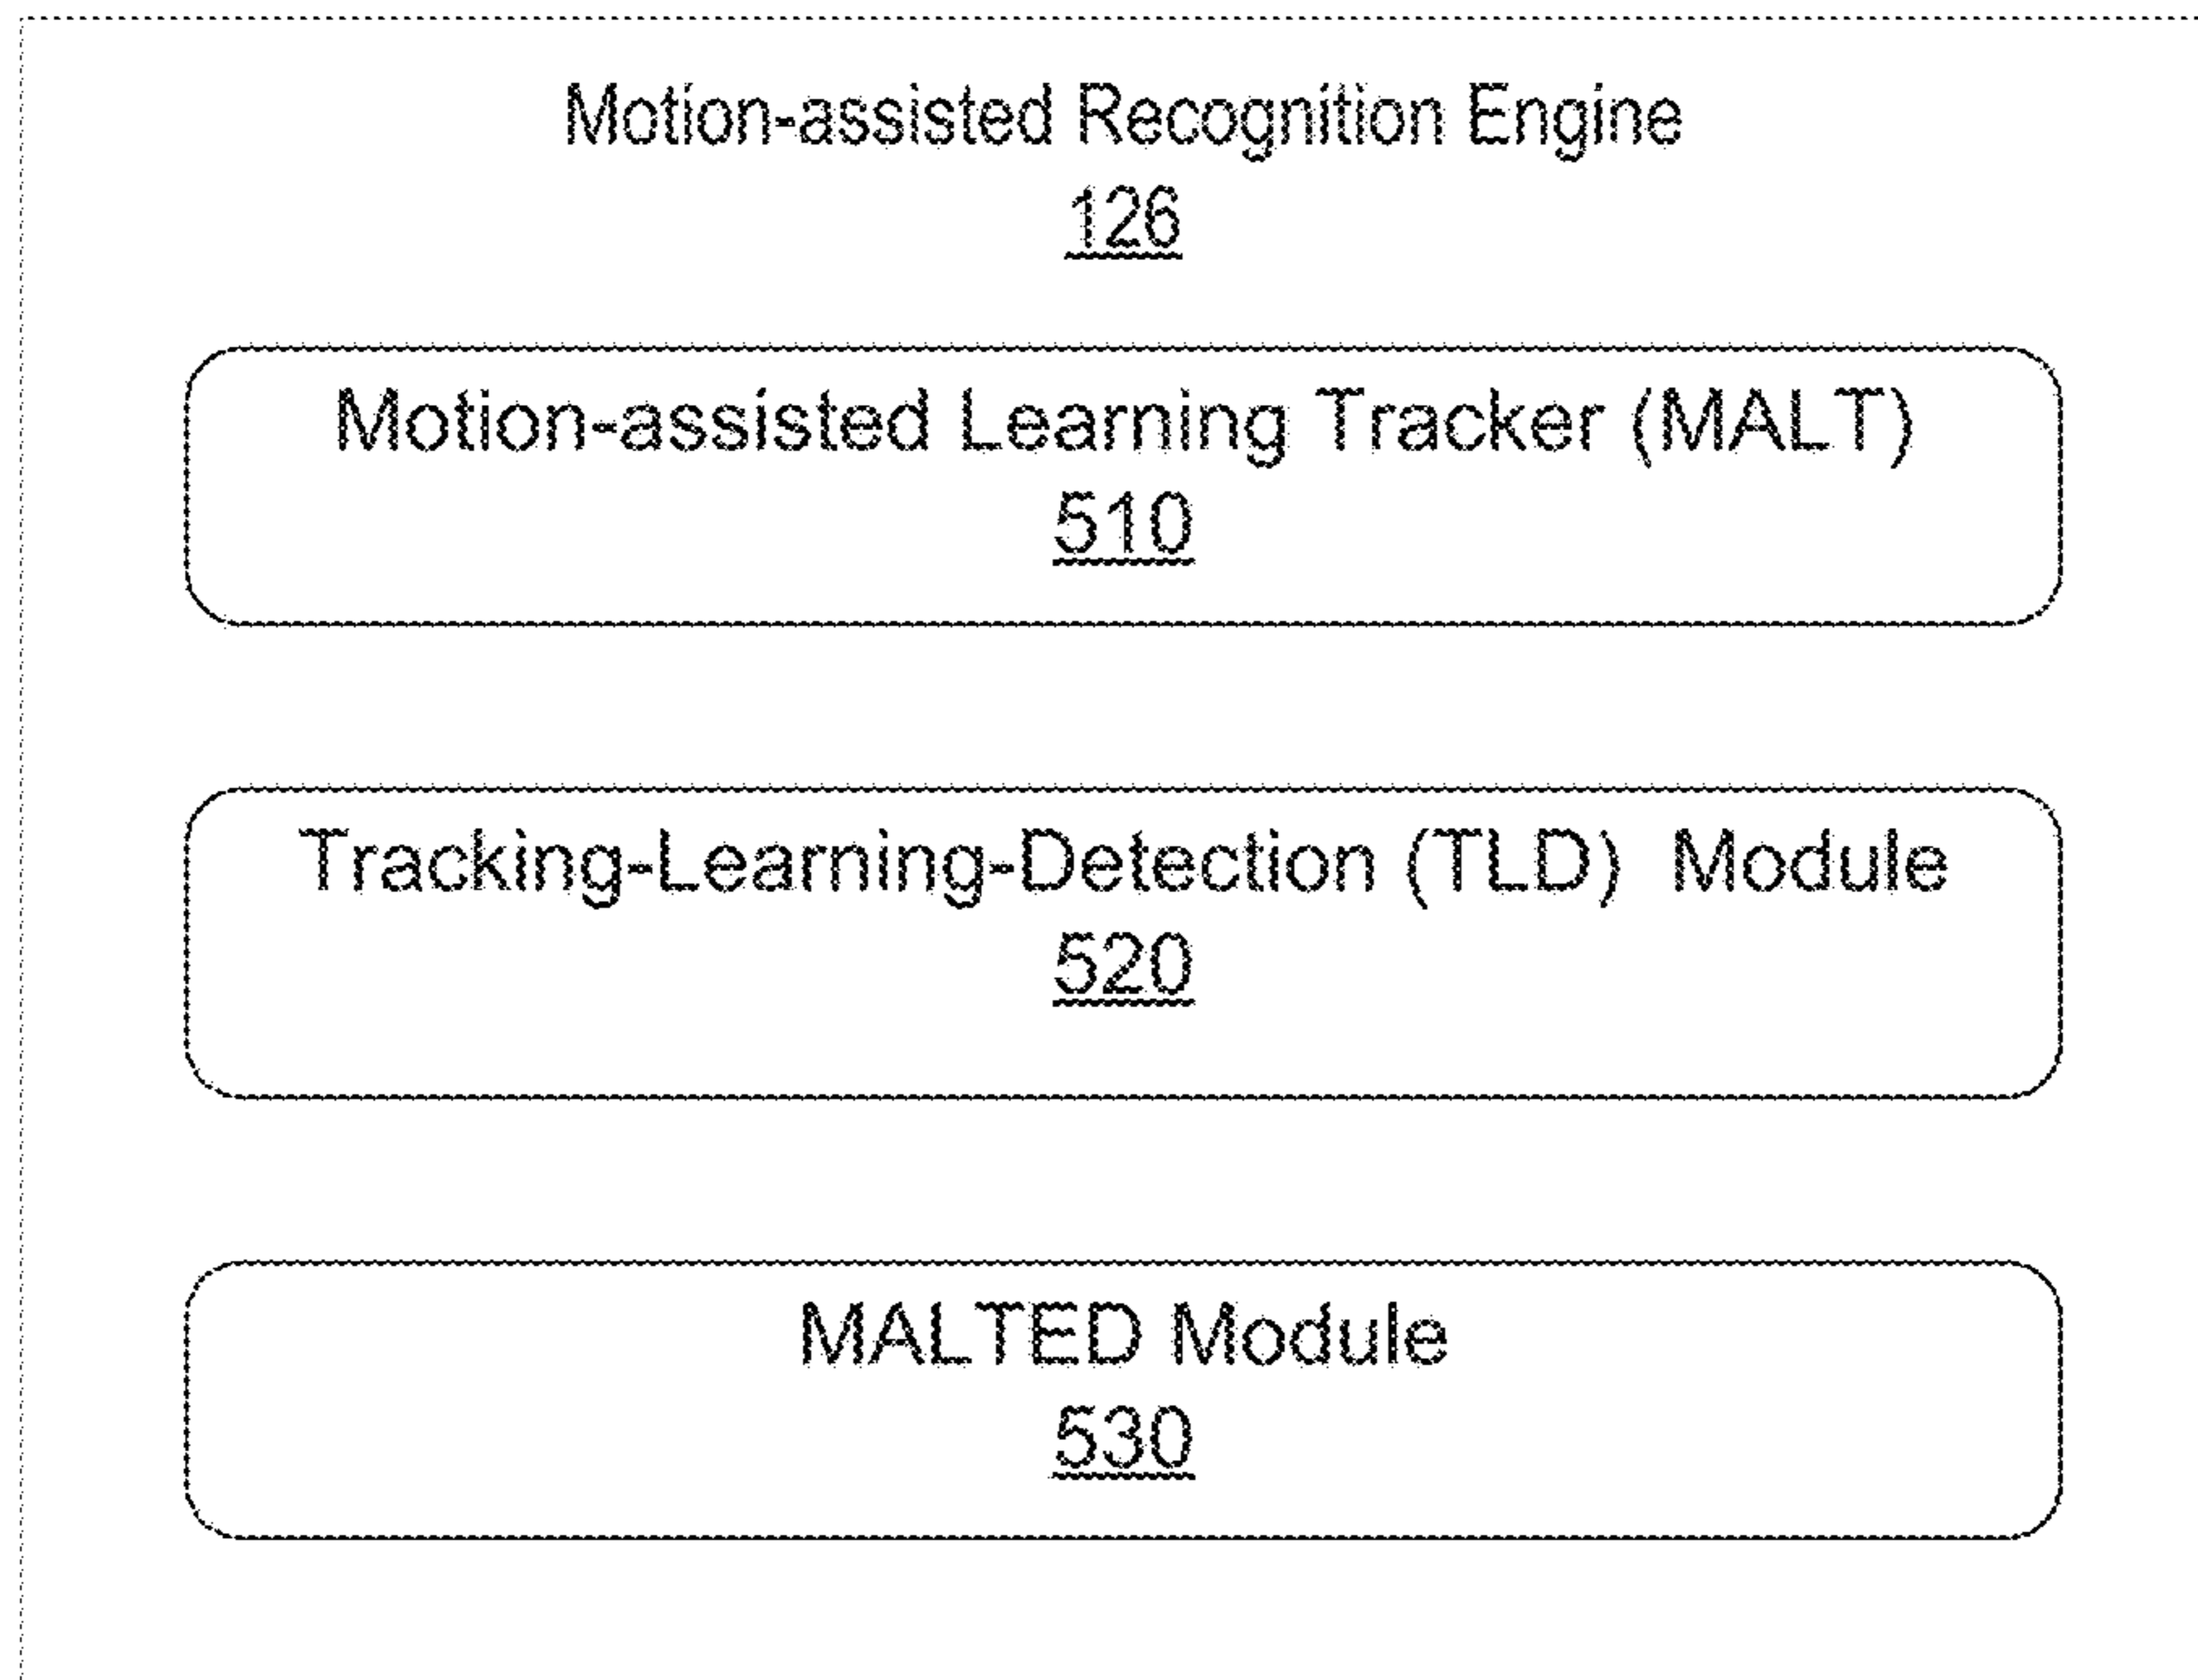 Motion-assisted Recognition Engine
126
Motion-assisted Learning Tracker (MALT)
510
Tracking-Learning-Detection (TLD) Module
520
MALTED Module
530